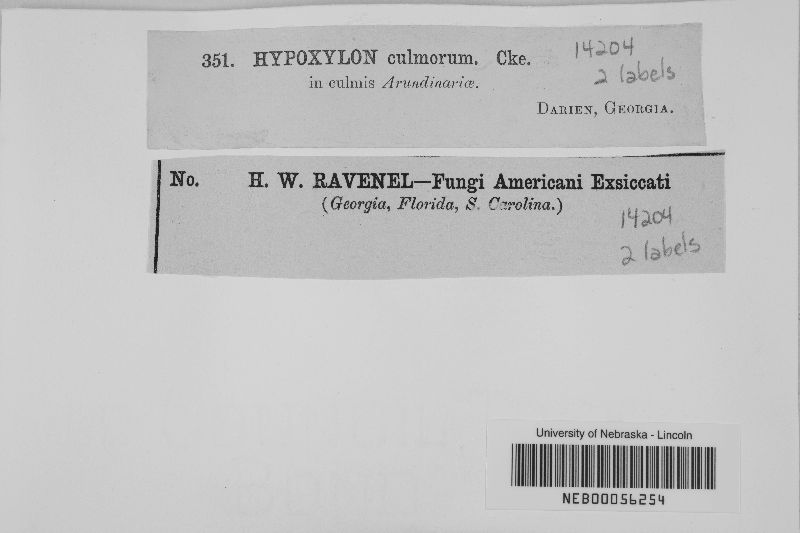 351. HYPOXYLON culmorum. Cke.
14204
in culmis Arundinariæ.
2 labels
Darien, Georgia.
No. H. W. RAVENEL—Fungi Americani Exsiccati
(Georgia, Florida, S. Carolina.)
14204
2 labels
University of Nebraska - Lincoln
NEB00056254